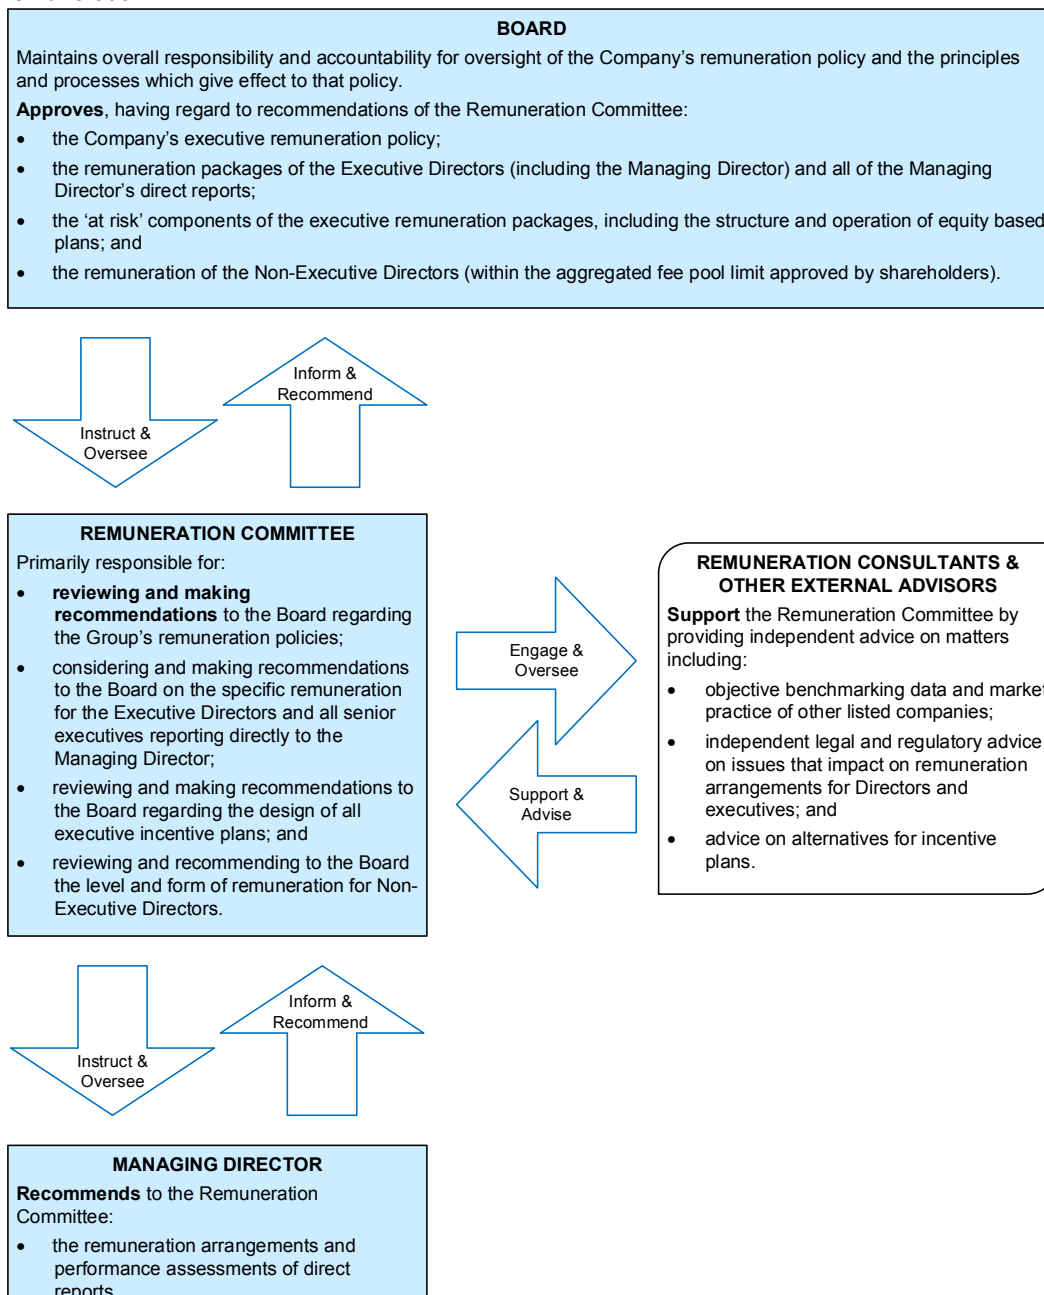 BOARD
Maintains overall responsibility and accountability for oversight of the Company’s remuneration policy and the principles
and processes which give effect to that policy.
Approves, having regard to recommendations of the Remuneration Committee:
• the Company’s executive remuneration policy;
• the remuneration packages of the Executive Directors (including the Managing Director) and all of the Managing
Director’s direct reports;
• the ‘at risk’ components of the executive remuneration packages, including the structure and operation of equity based
plans; and
• the remuneration of the Non-Executive Directors (within the aggregated fee pool limit approved by shareholders).
Instruct &
Oversee
Inform &
Recommend
REMUNERATION COMMITTEE
Primarily responsible for:
• reviewing and making
recommendations to the Board regarding
the Group’s remuneration policies;
• considering and making recommendations
to the Board on the specific remuneration
for the Executive Directors and all senior
executives reporting directly to the
Managing Director;
• reviewing and making recommendations to
the Board regarding the design of all
executive incentive plans; and
• reviewing and recommending to the Board
the level and form of remuneration for Non-
Executive Directors.
Engage &
Oversee
Support &
Advise
REMUNERATION CONSULTANTS &
OTHER EXTERNAL ADVISORS
Support the Remuneration Committee by
providing independent advice on matters
including:
• objective benchmarking data and market
practice of other listed companies;
• independent legal and regulatory advice
on issues that impact on remuneration
arrangements for Directors and
executives; and
• advice on alternatives for incentive
plans.
Instruct &
Oversee
Inform &
Recommend
MANAGING DIRECTOR
Recommends to the Remuneration
Committee:
• the remuneration arrangements and
performance assessments of direct
reports